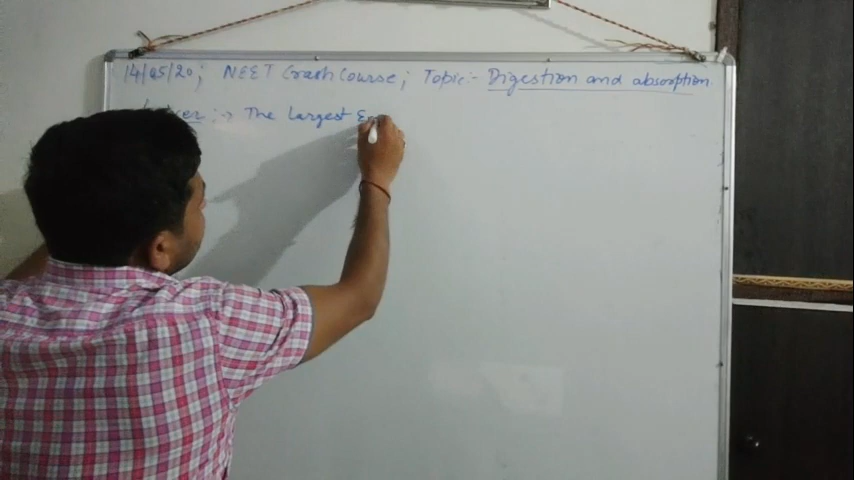 14/05/20; NEET Crash Course; Topic:- Digestion and absorption.
:→ The Largest